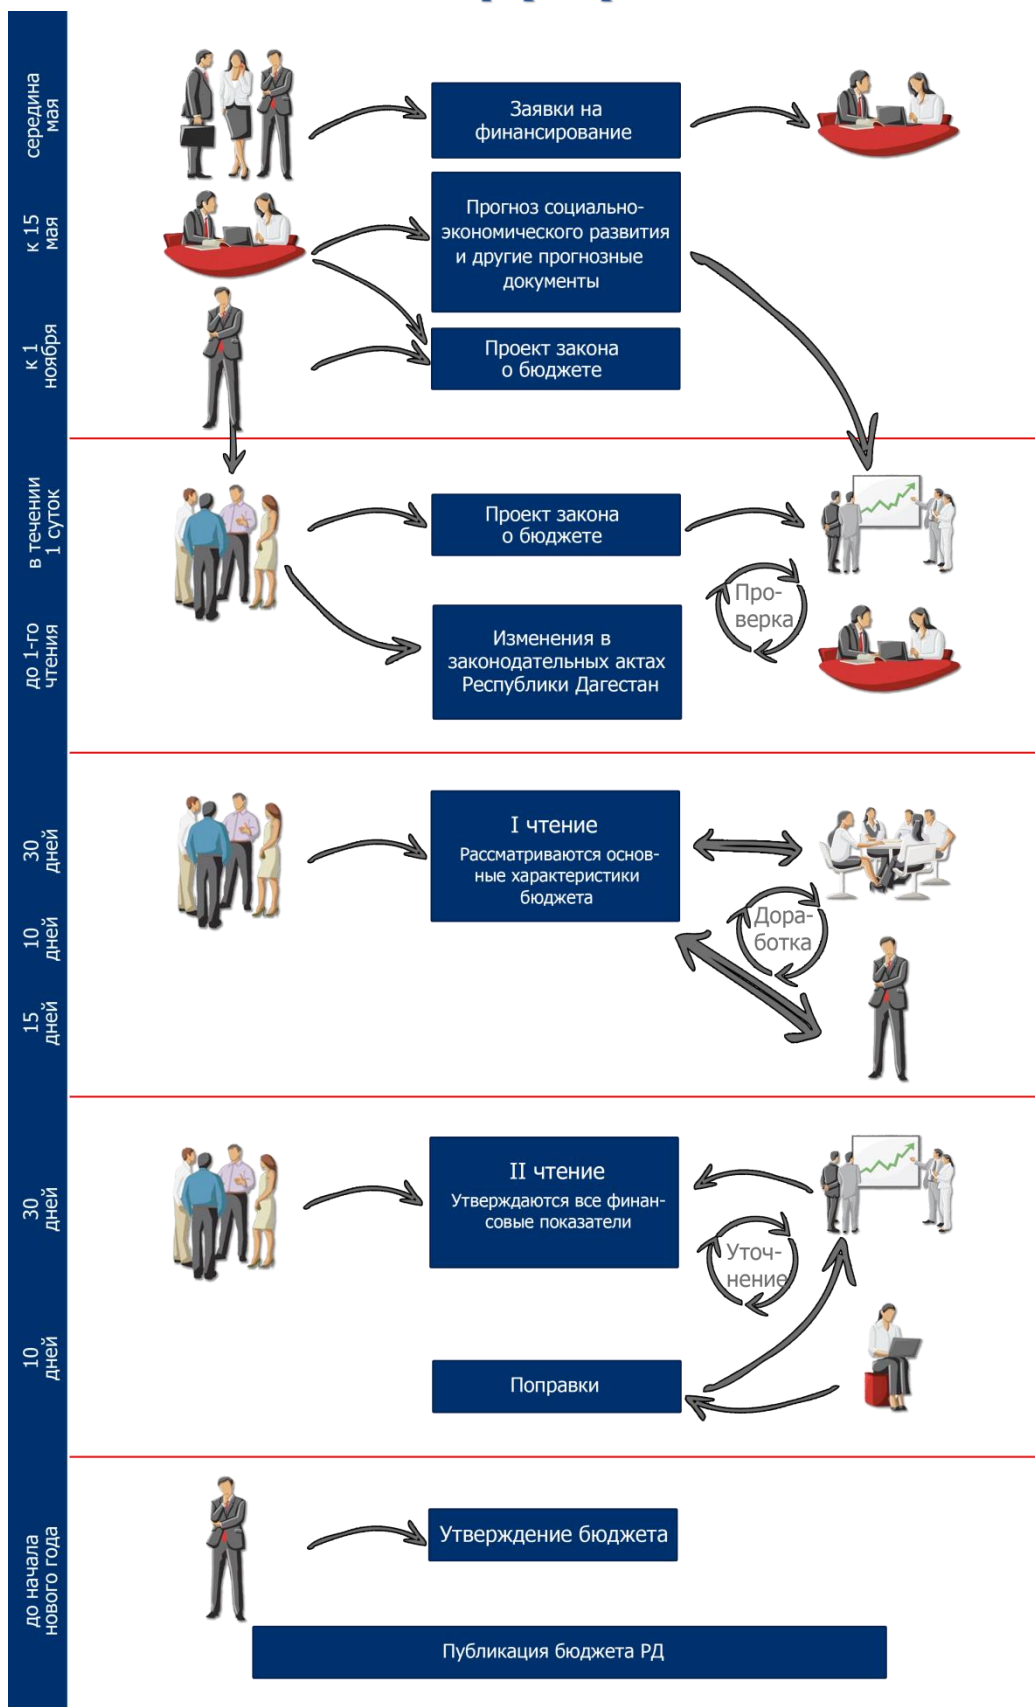 середина
мая
Заявки на
финансирование
к 15
мая
Прогноз социально-
экономического развития
и другие прогнозные
документы
к 1
ноября
Проект закона
о бюджете
в течении
1 суток
Проект закона
о бюджете
Про-
верка
до 1-го
чтения
Изменения в
законодательных актах
Республики Дагестан
30
дней
I чтение
Рассматриваются основ-
ные характеристики
бюджета
10
дней
Дора-
ботка
15
дней
30
дней
II чтение
Утверждаются все финан-
совые показатели
Уточ-
нение
10
дней
Поправки
до начала
нового года
Утверждение бюджета
Публикация бюджета РД